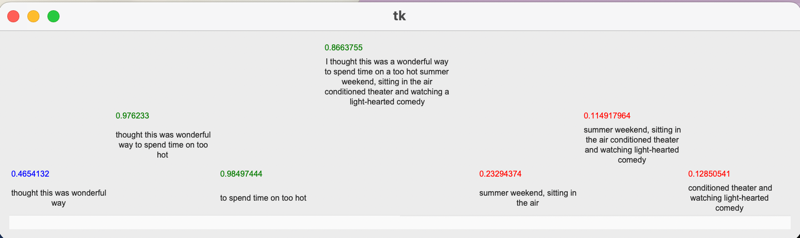 tk
0.8663755
I thought this was a wonderful way
to spend time on a too hot summer
weekend, sitting in the air
conditioned theater and watching a
light-hearted comedy
0.976233
thought this was wonderful
way to spend time on too
hot
0.114917964
summer weekend, sitting in
the air conditioned theater
and watching light-hearted
comedy
0.4654132
thought this was wonderful
way
0.98497444
to spend time on too hot
0.23294374
summer weekend, sitting in
the air
0.12850541
conditioned theater and
watching light-hearted
comedy